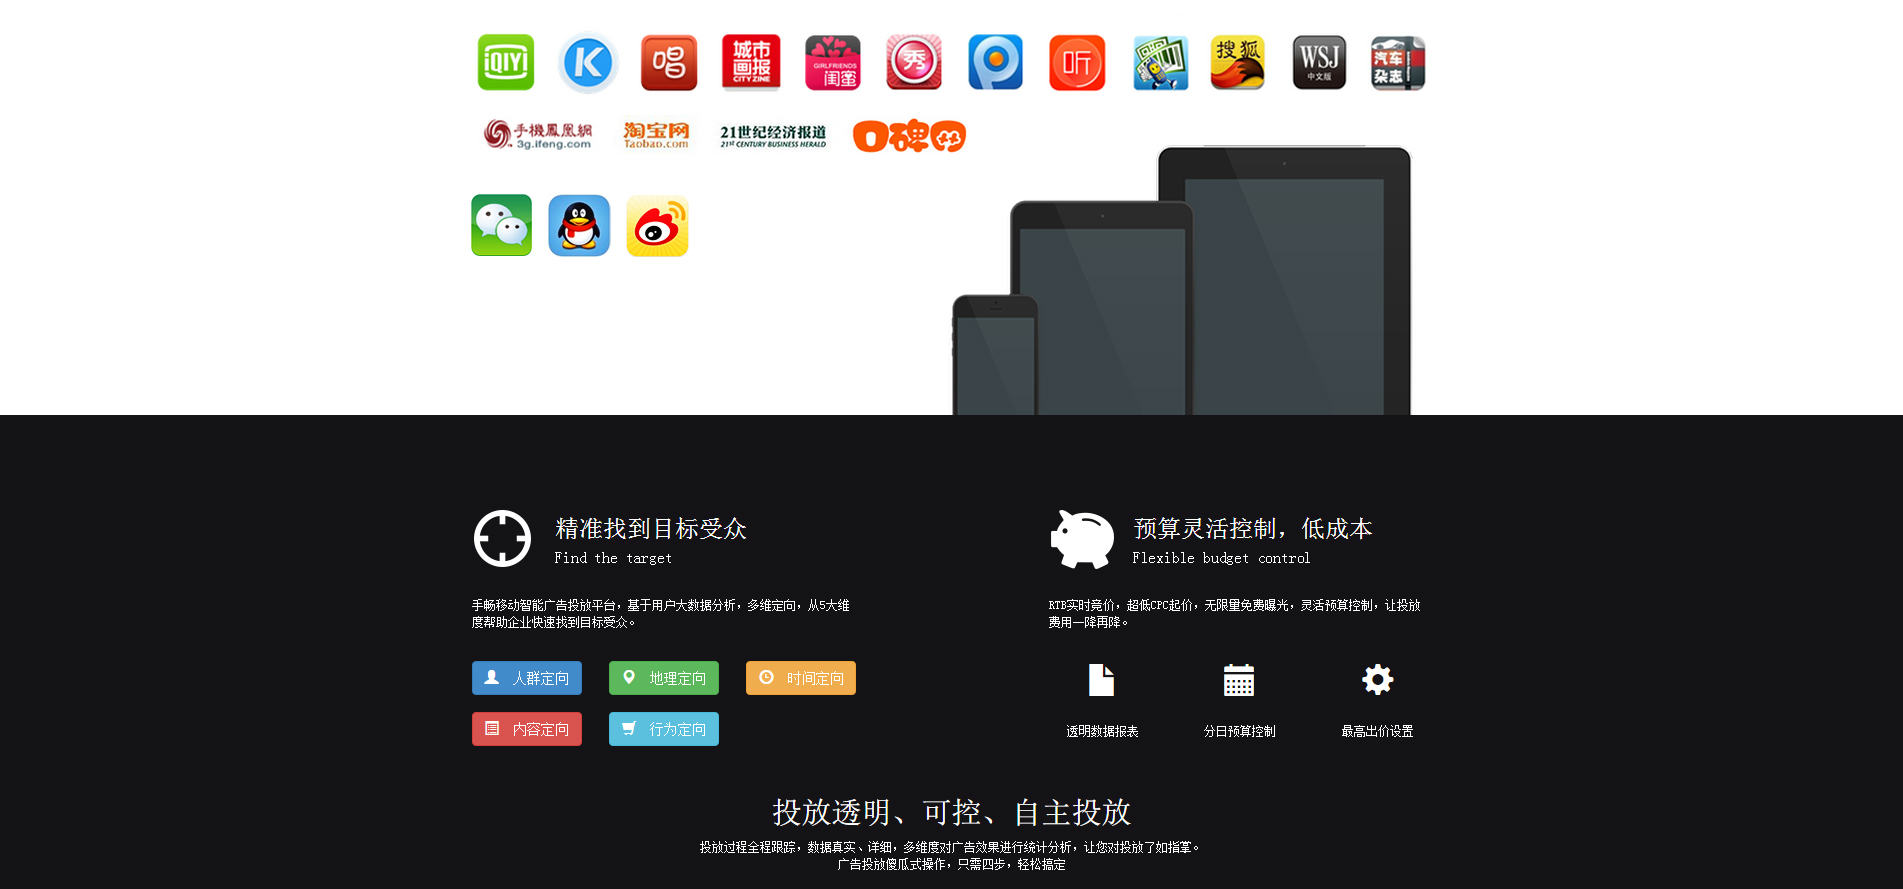 iQIYI
K
唱
城市
画报
CITYZINE
GIRLFRIENDS
闺蜜
秀
听
搜狐
WSJ
中文版
汽车
杂志
手機鳳凰網
3g.ifeng.com
淘宝网
Taobao.com
21世纪经济报道
21ST CENTURY BUSINESS HERALD
口碑网
精准找到目标受众
Find the target
预算灵活控制，低成本
Flexible budget control
手畅移动智能广告投放平台，基于用户大数据分析，多维定向，从5大维
度帮助企业快速找到目标受众。
RTB实时竞价，超低CPC起价，无限量免费曝光，灵活预算控制，让投放
费用一降再降。
人群定向
地理定向
时间定向
内容定向
行为定向
透明数据报表
分日预算控制
最高出价设置
投放透明、可控、自主投放
投放过程全程跟踪，数据真实、详细，多维度对广告效果进行统计分析，让您对投放了如指掌。
广告投放傻瓜式操作，只需四步，轻松搞定